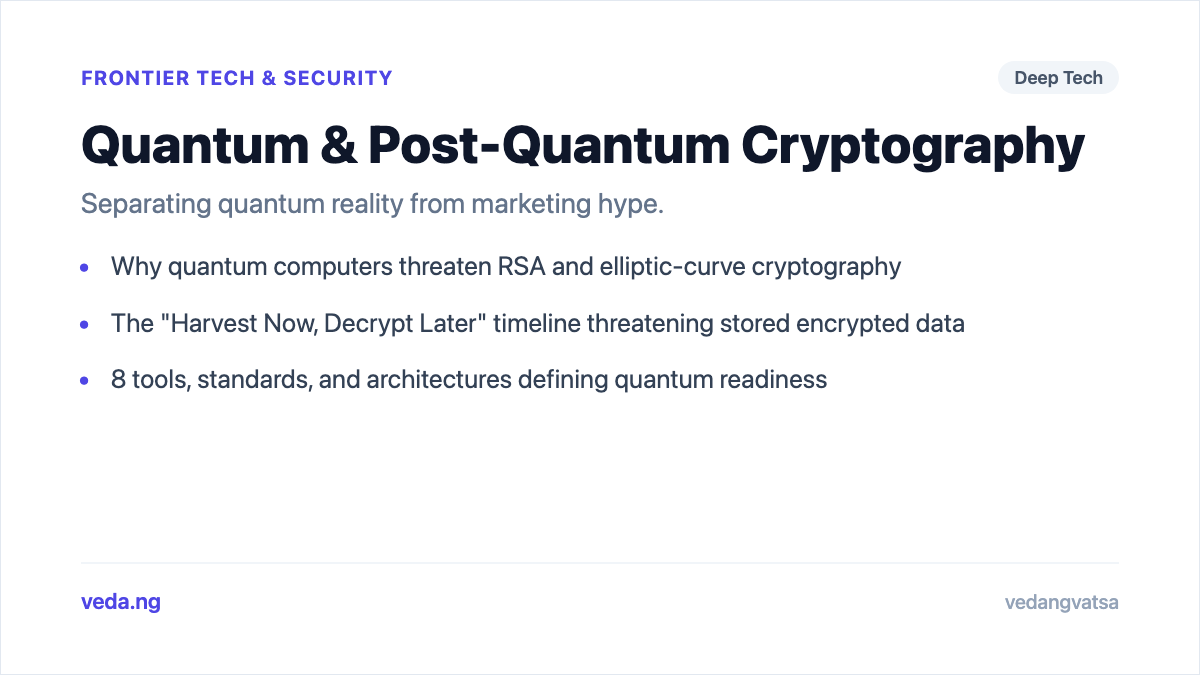 FRONTIER TECH & SECURITY
Deep Tech
Quantum & Post-Quantum Cryptography
Separating quantum reality from marketing hype.
• Why quantum computers threaten RSA and elliptic-curve cryptography
• The "Harvest Now, Decrypt Later" timeline threatening stored encrypted data
• 8 tools, standards, and architectures defining quantum readiness
veda.ng
vedangvatsa